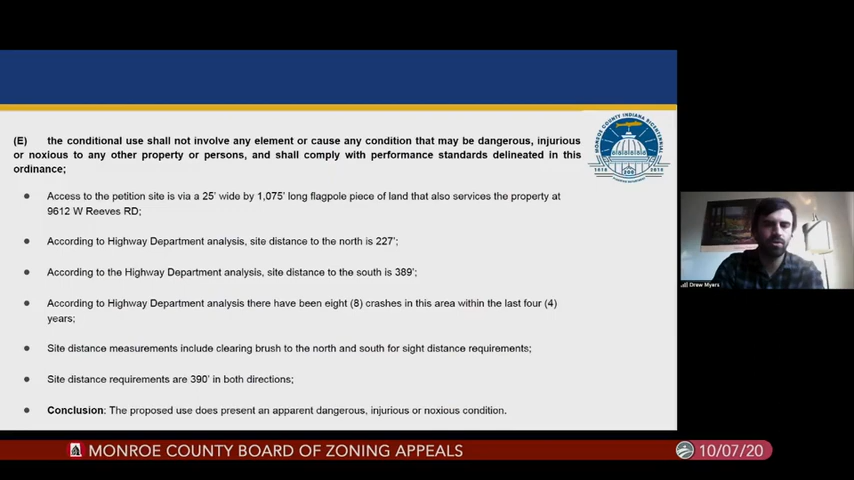 (E) the conditional use shall not involve any element or cause any condition that may be dangerous, injurious
or noxious to any other property or persons, and shall comply with performance standards delineated in this
ordinance;
Access to the petition site is via a 25' wide by 1,075' long flagpole piece of land that also services the property at
9612 W Reeves RD;
According to Highway Department analysis, site distance to the north is 227';
According to the Highway Department analysis, site distance to the south is 389';
According to Highway Department analysis there have been eight (8) crashes in this area within the last four (4)
years;
Site distance measurements include clearing brush to the north and south for sight distance requirements;
Site distance requirements are 390' in both directions;
Conclusion: The proposed use does present an apparent dangerous, injurious or noxious condition.
MONROE COUNTY INDIANA BICENTENNIAL
1818 200 2018
Drew Myers
MONROE COUNTY BOARD OF ZONING APPEALS
10/07/20